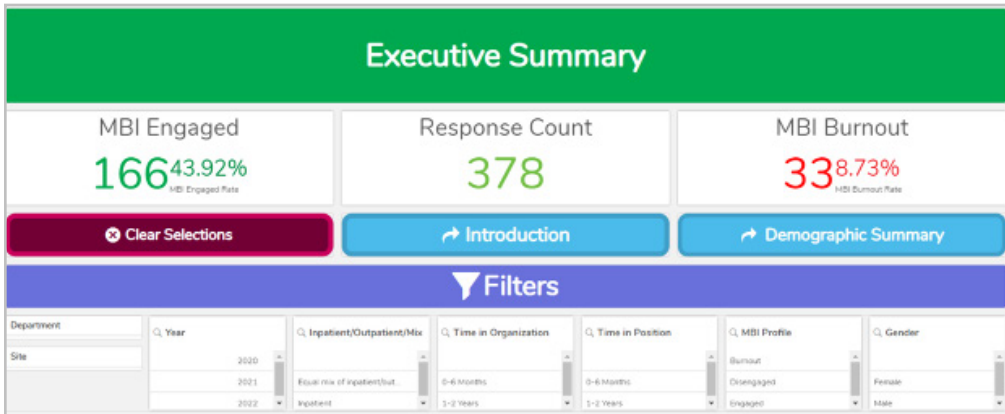 Executive Summary
MBI Engaged
166 43.92%
MBI Engaged Rate
Response Count
378
MBI Burnout
33 8.73%
MBI Burnout Rate
Clear Selections
Introduction
Demographic Summary
Filters
Department
Site
Year
2020
2021
2022
Inpatient/Outpatient/Mix
Equal mix of inpatient/out...
Inpatient
Time in Organization
0-6 Months
1-2 Years
Time in Position
0-6 Months
1-2 Years
MBI Profile
Burnout
Disengaged
Engaged
Gender
Female
Male